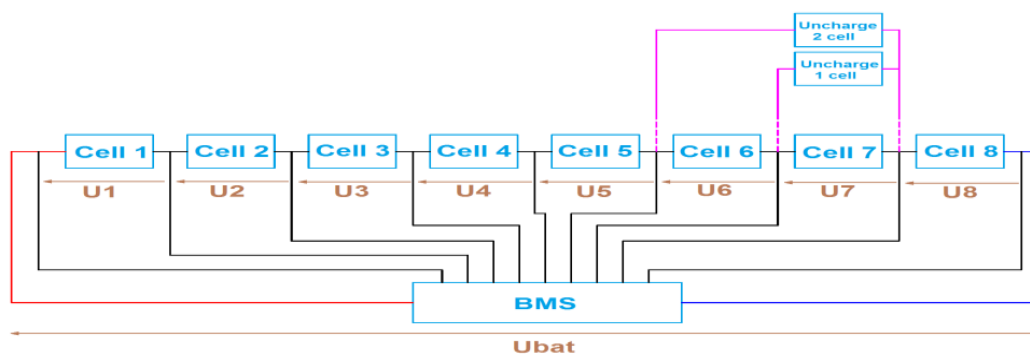 Uncharge
2 cell
Uncharge
1 cell
Cell 1
Cell 2
Cell 3
Cell 4
Cell 5
Cell 6
Cell 7
Cell 8
U1
U2
U3
U4
U5
U6
U7
U8
BMS
Ubat